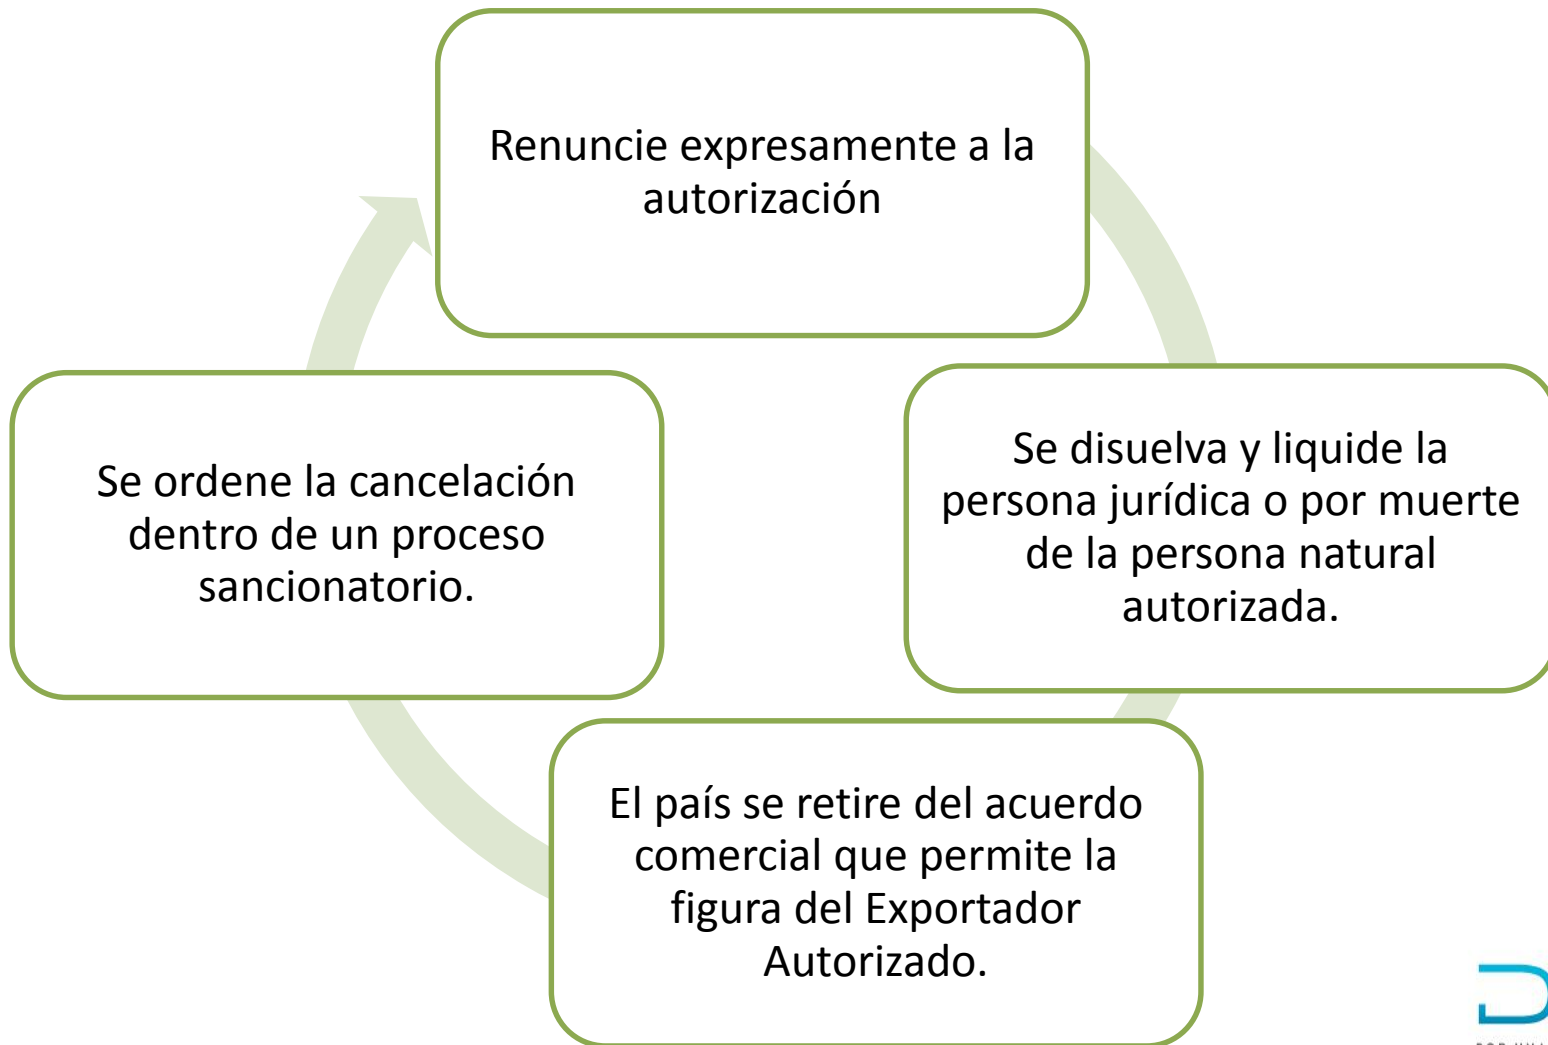 Renuncie expresamente a la
autorización
Se disuelva y liquide la
persona jurídica o por muerte
de la persona natural
autorizada.
El país se retire del acuerdo
comercial que permite la
figura del Exportador
Autorizado.
Se ordene la cancelación
dentro de un proceso
sancionatorio.